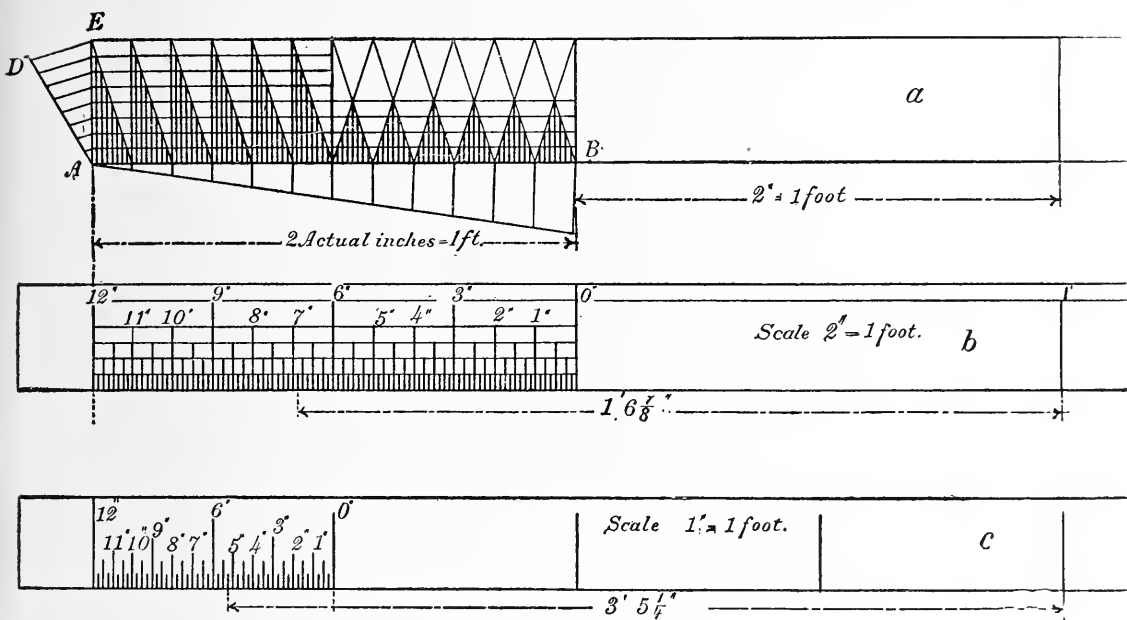 E
D
a
A
B
2" = 1 foot
2 Actual inches = 1 ft.
12" 9" 6" 3" 0" 1'
11" 10" 8" 7" 5" 4" 2" 1"
Scale 2" = 1 foot. b
1' 6 7/8"
12" 6" 0"
Scale 1" = 1 foot. c
11" 10" 9" 8" 7" 5" 4" 3" 2" 1"
3' 5 1/4"